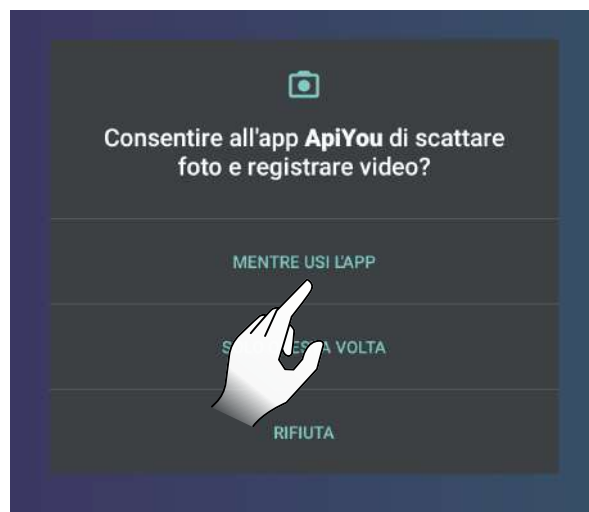 Consentire all'app ApiYou di scattare
foto e registrare video?
MENTRE USI L'APP
VOLTA
RIFIUTA